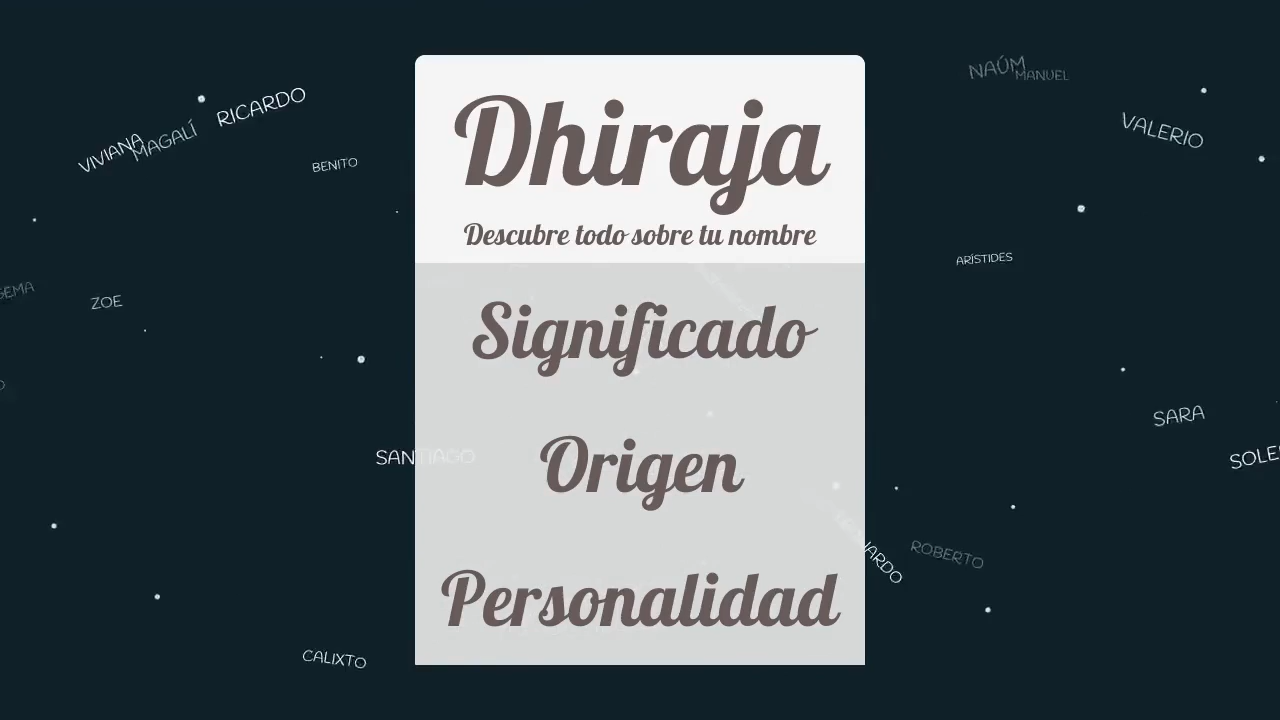 Dhiraja
Descubre todo sobre tu nombre
Significado
Origen
Personalidad
VIVIANA
MAGALÍ
RICARDO
BENITO
NAÚM
MANUEL
VALERIO
ARÍSTIDES
GEMA
ZOE
SARA
SANTIAGO
ROBERTO
CALIXTO